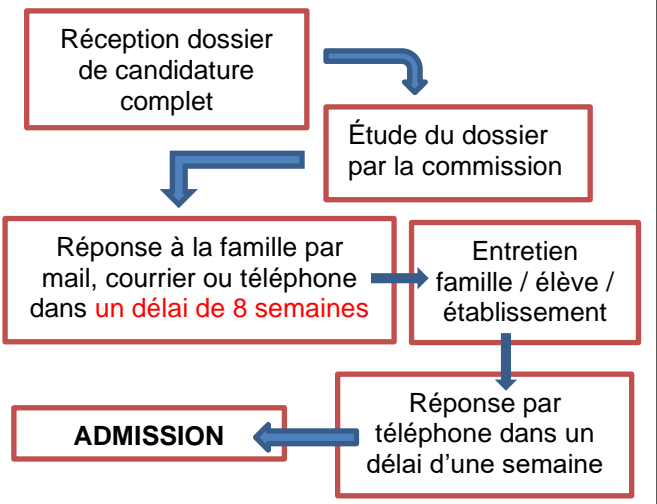 Réception dossier
de candidature
complet
Étude du dossier
par la commission
Réponse à la famille par
mail, courrier ou téléphone
dans un délai de 8 semaines
Entretien
famille / élève /
établissement
Réponse par
téléphone dans un
délai d’une semaine
ADMISSION